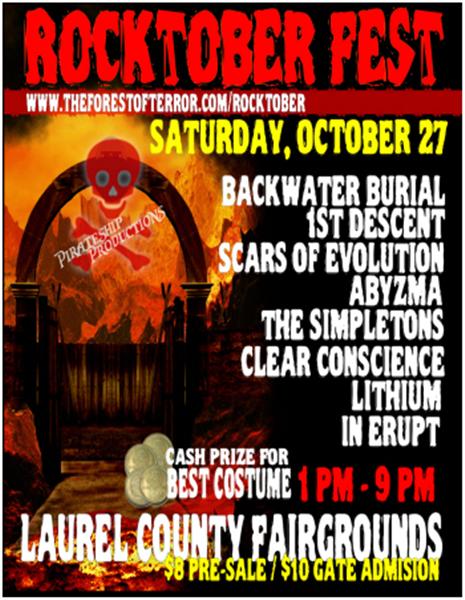 ROCKTOBER FEST
WWW.THEFORESTOFTERROR.COM/ROCKTOBER
SATURDAY, OCTOBER 27
PIRATESHIP
PRODUCTIONS
BACKWATER BURIAL
1ST DESCENT
SCARS OF EVOLUTION
ABYZMA
THE SIMPLETONS
CLEAR CONSCIENCE
LITHIUM
IN ERUPT
CASH PRIZE FOR
BEST COSTUME 1 PM - 9 PM
LAUREL COUNTY FAIRGROUNDS
$8 PRE-SALE / $10 GATE ADMISION